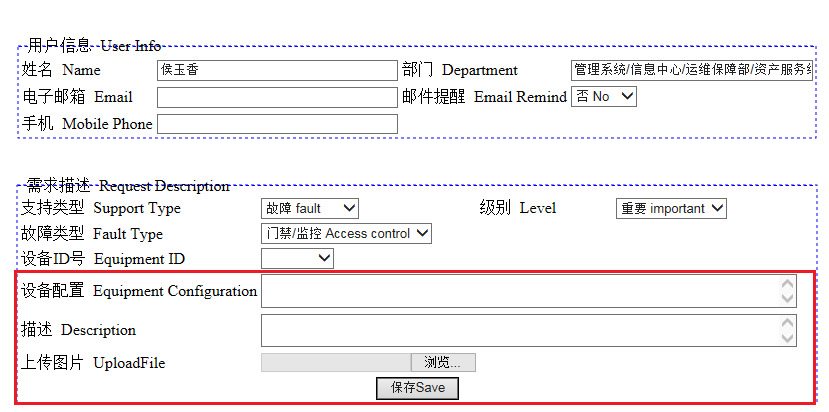 用户信息 User Info
姓名 Name 侯玉香 部门 Department 管理系统/信息中心/运维保障部/资产服务
电子邮箱 Email 邮件提醒 Email Remind 否 No
手机 Mobile Phone
需求描述 Request Description
支持类型 Support Type 故障 fault 级别 Level 重要 important
故障类型 Fault Type 门禁/监控 Access control
设备ID号 Equipment ID
设备配置 Equipment Configuration
描述 Description
上传图片 UploadFile 浏览...
保存Save